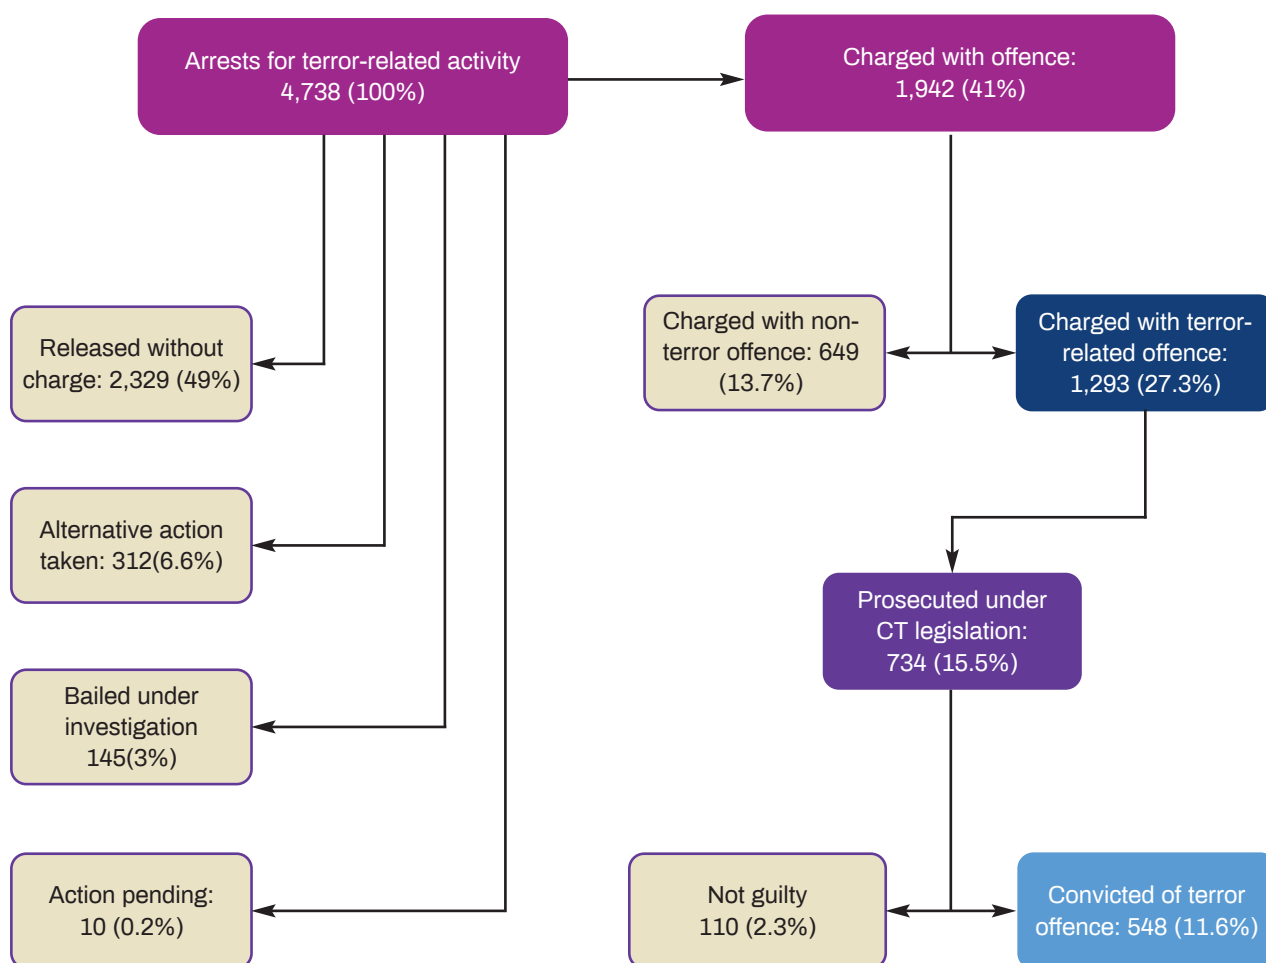 Arrests for terror-related activity
4,738 (100%)
Charged with offence:
1,942 (41%)
Released without
charge: 2,329 (49%)
Charged with non-
terror offence: 649
(13.7%)
Charged with terror-
related offence:
1,293 (27.3%)
Alternative action
taken: 312(6.6%)
Prosecuted under
CT legislation:
734 (15.5%)
Bailed under
investigation
145(3%)
Action pending:
10 (0.2%)
Not guilty
110 (2.3%)
Convicted of terror
offence: 548 (11.6%)